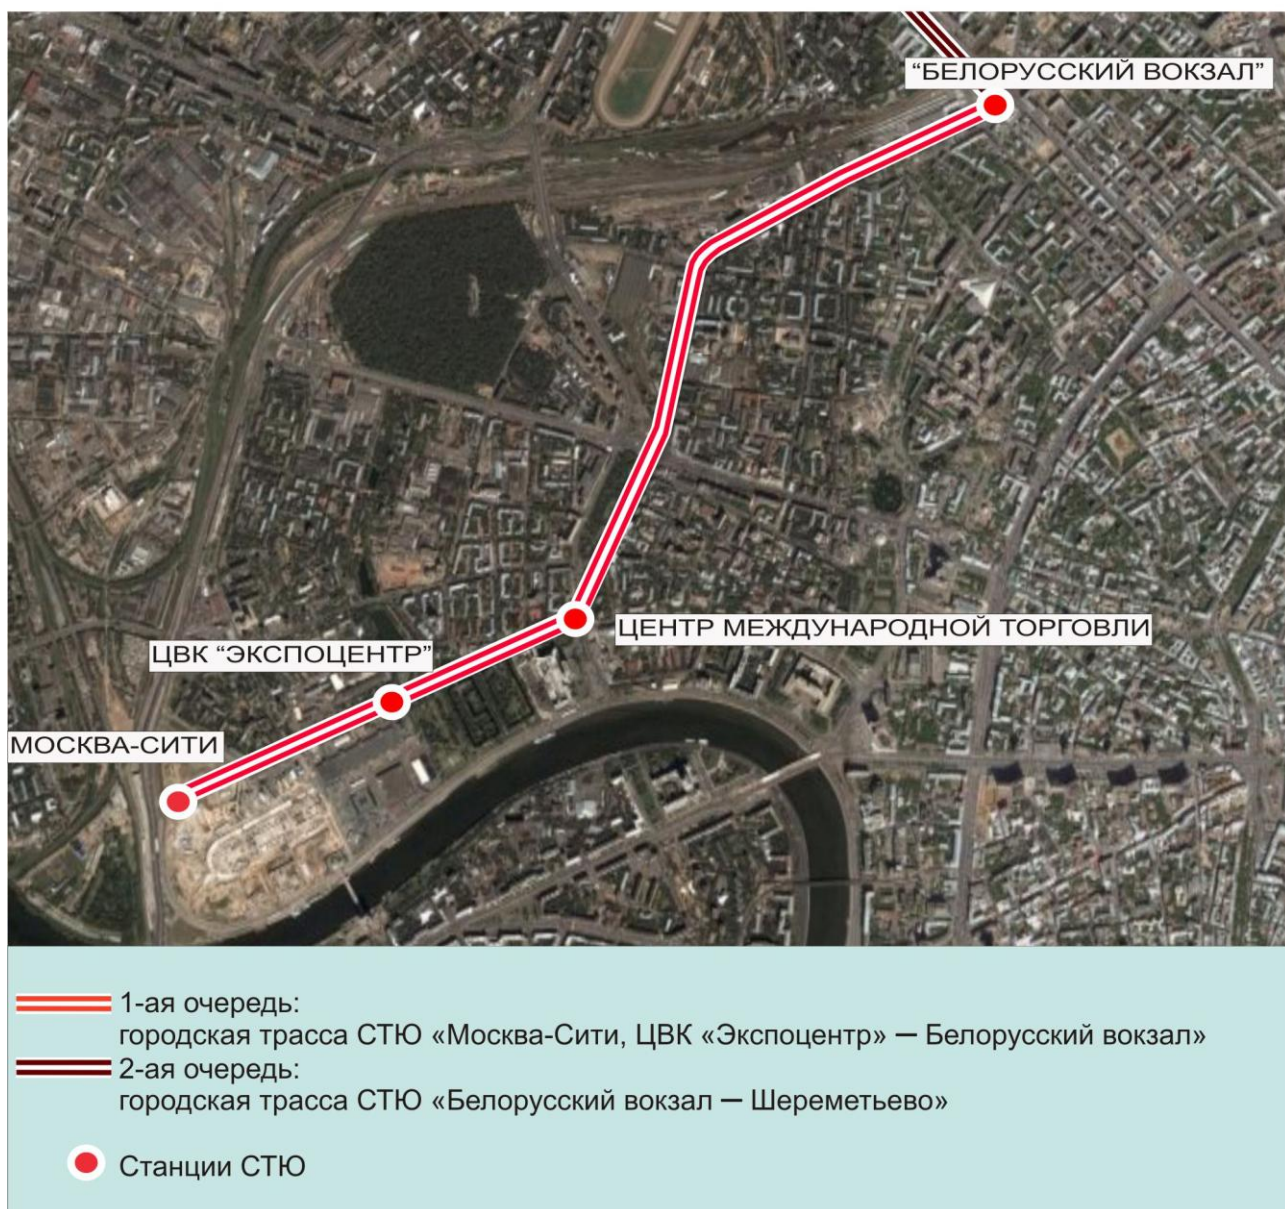 “БЕЛОРУССКИЙ ВОКЗАЛ”
ЦЕНТР МЕЖДУНАРОДНОЙ ТОРГОВЛИ
ЦВК “ЭКСПОЦЕНТР”
МОСКВА-СИТИ
1-ая очередь:
городская трасса СТЮ «Москва-Сити, ЦВК «Экспоцентр» — Белорусский вокзал»
2-ая очередь:
городская трасса СТЮ «Белорусский вокзал — Шереметьево»
Станции СТЮ